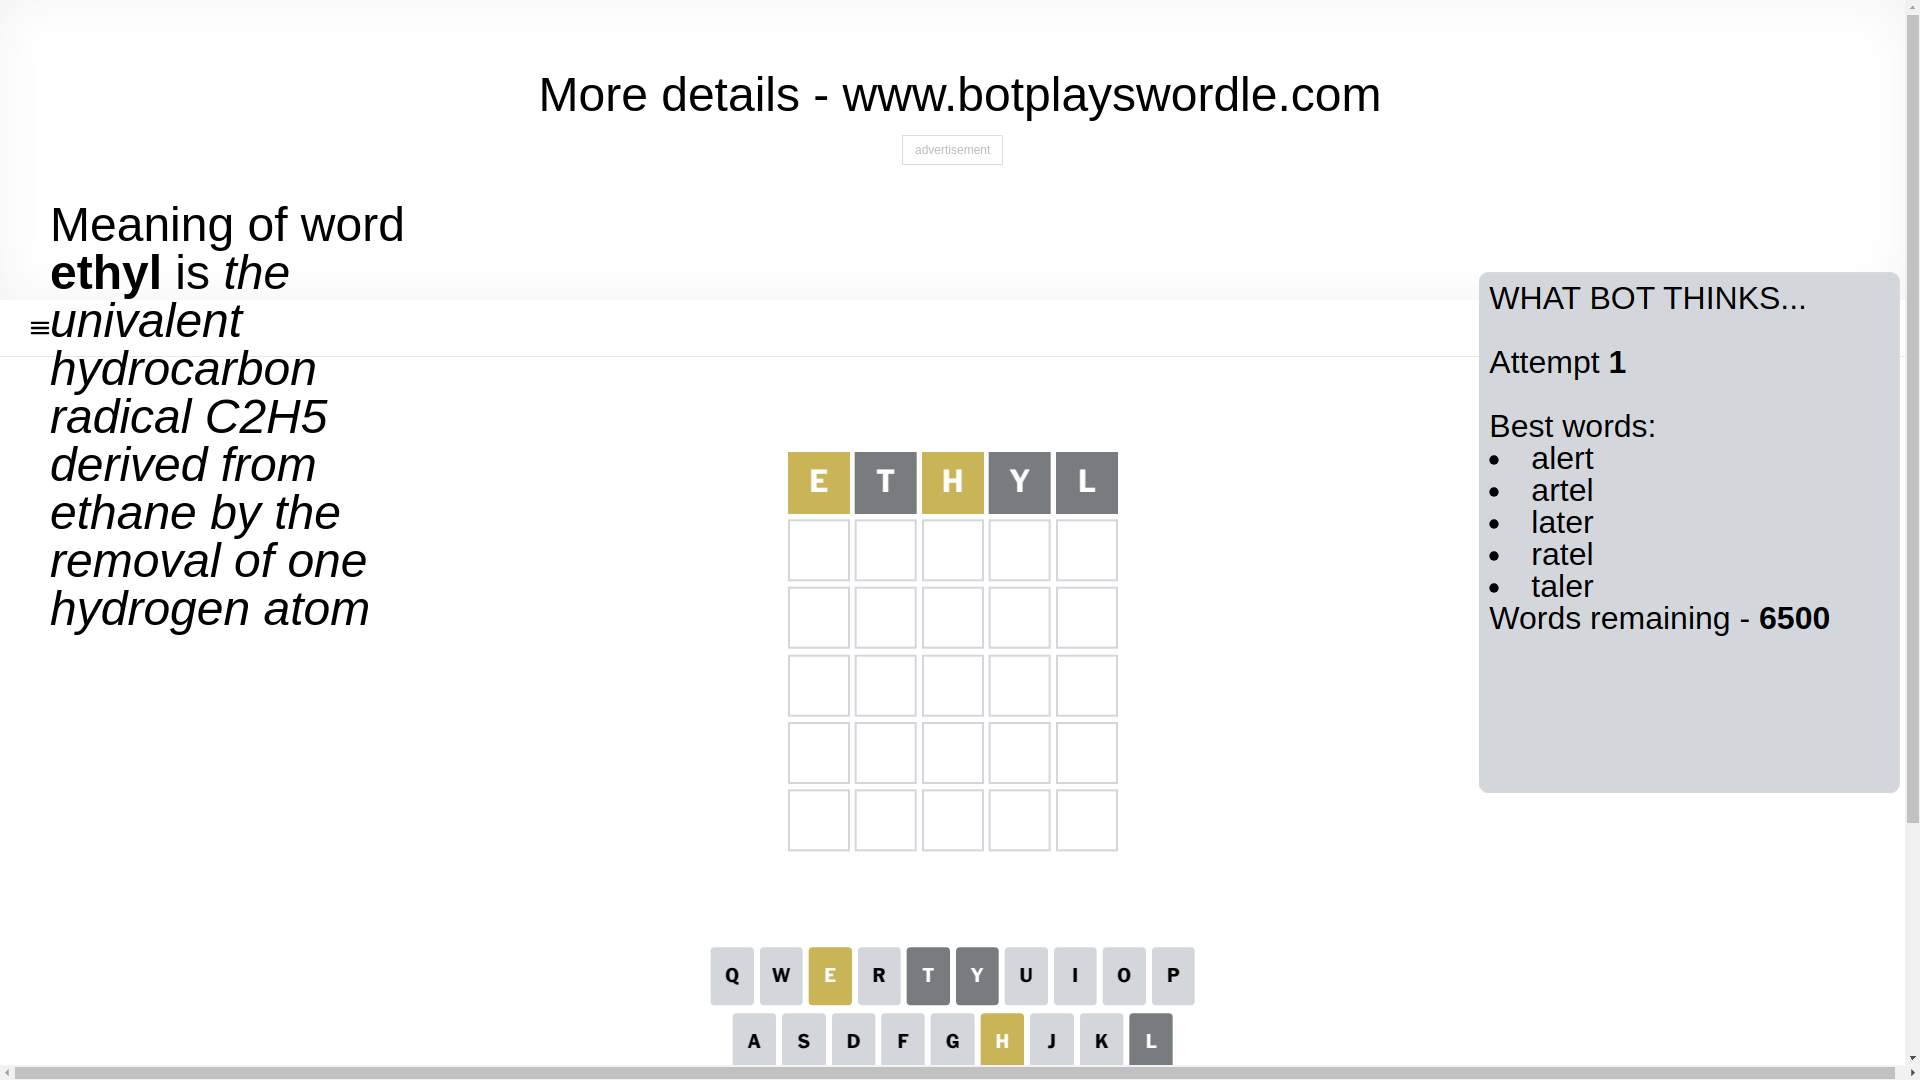 More details - www.botplayswordle.com
advertisement
Meaning of word
ethyl is the
univalent
hydrocarbon
radical C2H5
derived from
ethane by the
removal of one
hydrogen atom
WHAT BOT THINKS...
Attempt 1
Best words:
• alert
• artel
• later
• ratel
• taler
Words remaining - 6500
E T H Y L
Q W E R T Y U I O P
A S D F G H J K L